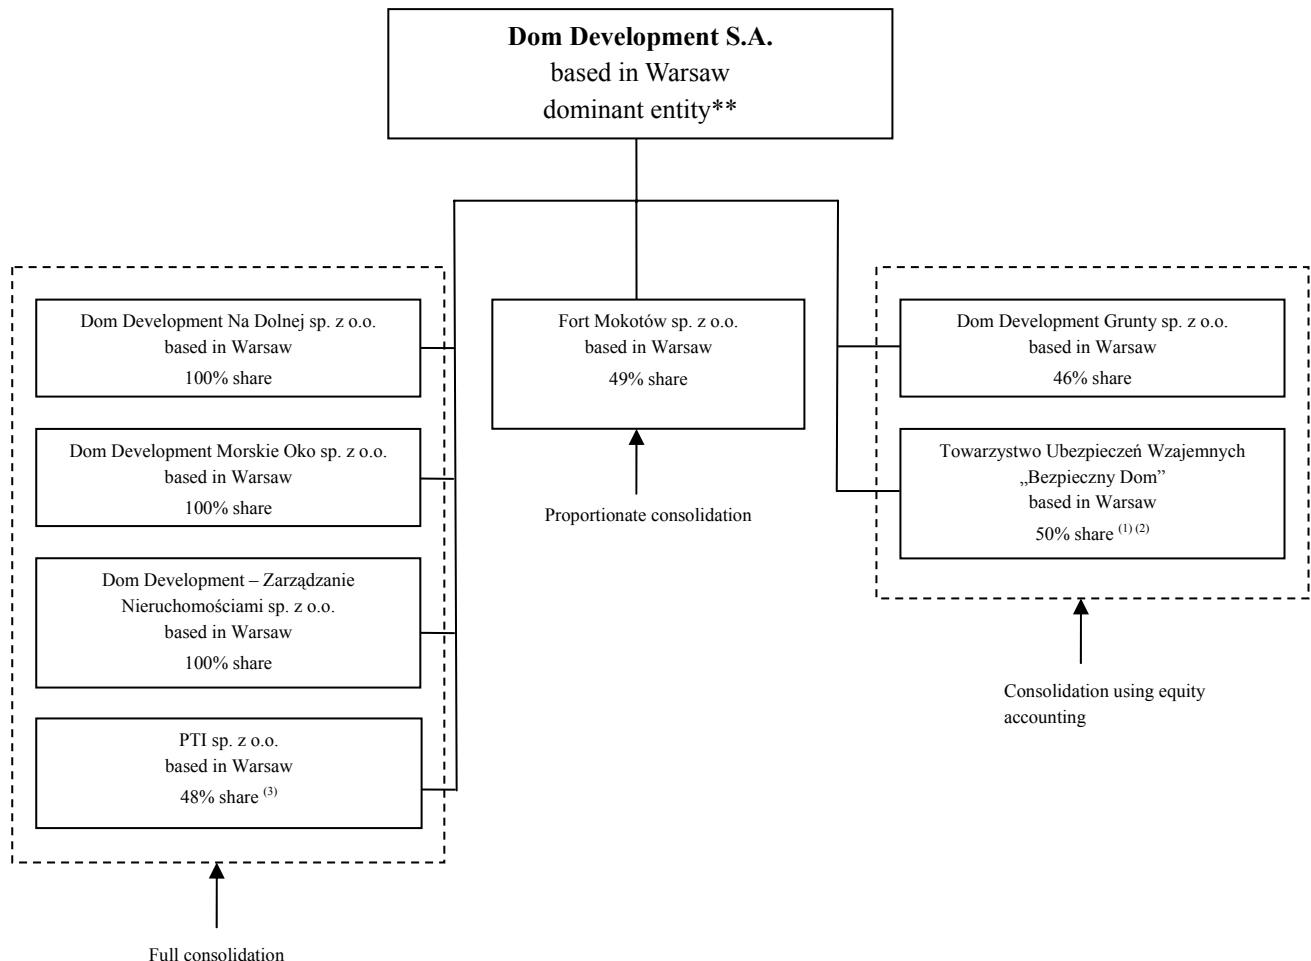 Dom Development S.A.
based in Warsaw
dominant entity**
Dom Development Na Dolnej sp. z o.o.
based in Warsaw
100% share
Dom Development Morskie Oko sp. z o.o.
based in Warsaw
100% share
Dom Development – Zarządzanie
Nieruchomościami sp. z o.o.
based in Warsaw
100% share
PTI sp. z o.o.
based in Warsaw
48% share (3)
Full consolidation
Fort Mokotów sp. z o.o.
based in Warsaw
49% share
Proportionate consolidation
Dom Development Grunty sp. z o.o.
based in Warsaw
46% share
Towarzystwo Ubezpieczeń Wzajemnych
„Bezpieczny Dom”
based in Warsaw
50% share (1) (2)
Consolidation using equity
accounting